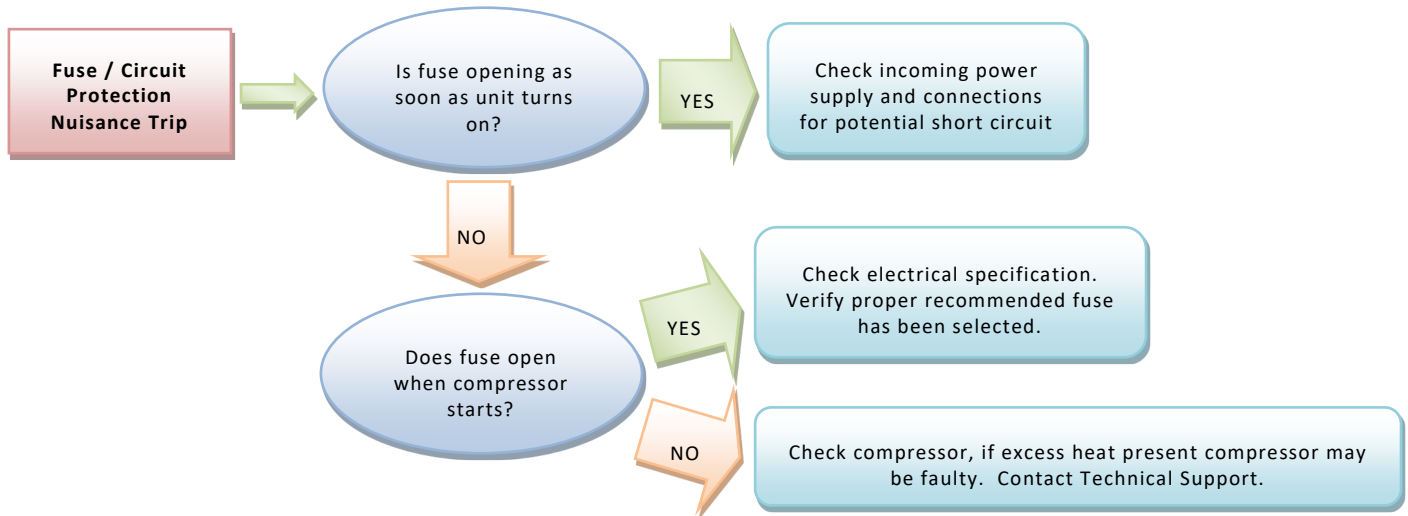 Fuse / Circuit
Protection
Nuisance Trip
Is fuse opening as
soon as unit turns
on?
YES
Check incoming power
supply and connections
for potential short circuit
NO
Does fuse open
when compressor
starts?
YES
Check electrical specification.
Verify proper recommended fuse
has been selected.
NO
Check compressor, if excess heat present compressor may
be faulty.  Contact Technical Support.